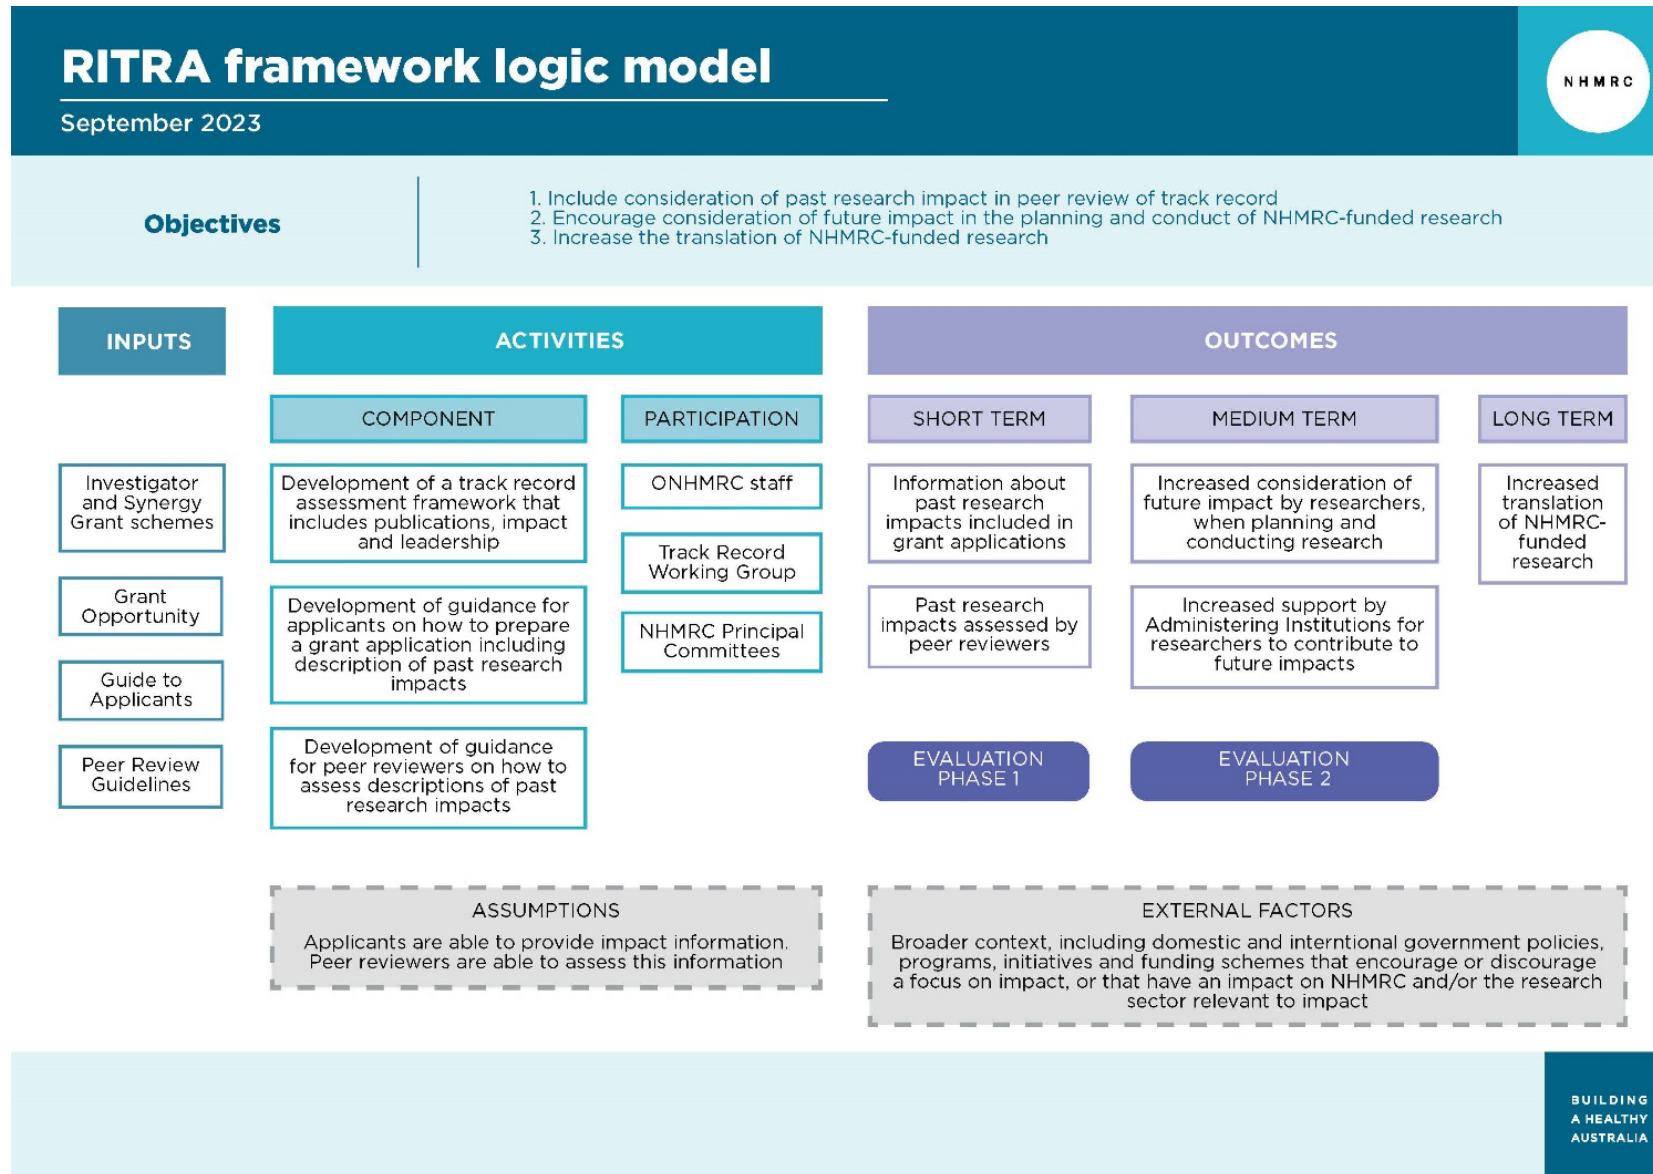 RITRA framework logic model
September 2023
NHMRC
Objectives
1. Include consideration of past research impact in peer review of track record
2. Encourage consideration of future impact in the planning and conduct of NHMRC-funded research
3. Increase the translation of NHMRC-funded research
INPUTS
Investigator
and Synergy
Grant schemes
Grant
Opportunity
Guide to
Applicants
Peer Review
Guidelines
ACTIVITIES
COMPONENT
Development of a track record
assessment framework that
includes publications, impact
and leadership
Development of guidance for
applicants on how to prepare
a grant application including
description of past research
impacts
Development of guidance
for peer reviewers on how to
assess descriptions of past
research impacts
PARTICIPATION
ONHMRC staff
Track Record
Working Group
NHMRC Principal
Committees
OUTCOMES
SHORT TERM
Information about
past research
impacts included in
grant applications
Past research
impacts assessed by
peer reviewers
EVALUATION
PHASE 1
MEDIUM TERM
Increased consideration of
future impact by researchers,
when planning and
conducting research
Increased support by
Administering Institutions for
researchers to contribute to
future impacts
EVALUATION
PHASE 2
LONG TERM
Increased
translation
of NHMRC-
funded
research
ASSUMPTIONS
Applicants are able to provide impact information.
Peer reviewers are able to assess this information
EXTERNAL FACTORS
Broader context, including domestic and interntional government policies,
programs, initiatives and funding schemes that encourage or discourage
a focus on impact, or that have an impact on NHMRC and/or the research
sector relevant to impact
BUILDING
A HEALTHY
AUSTRALIA